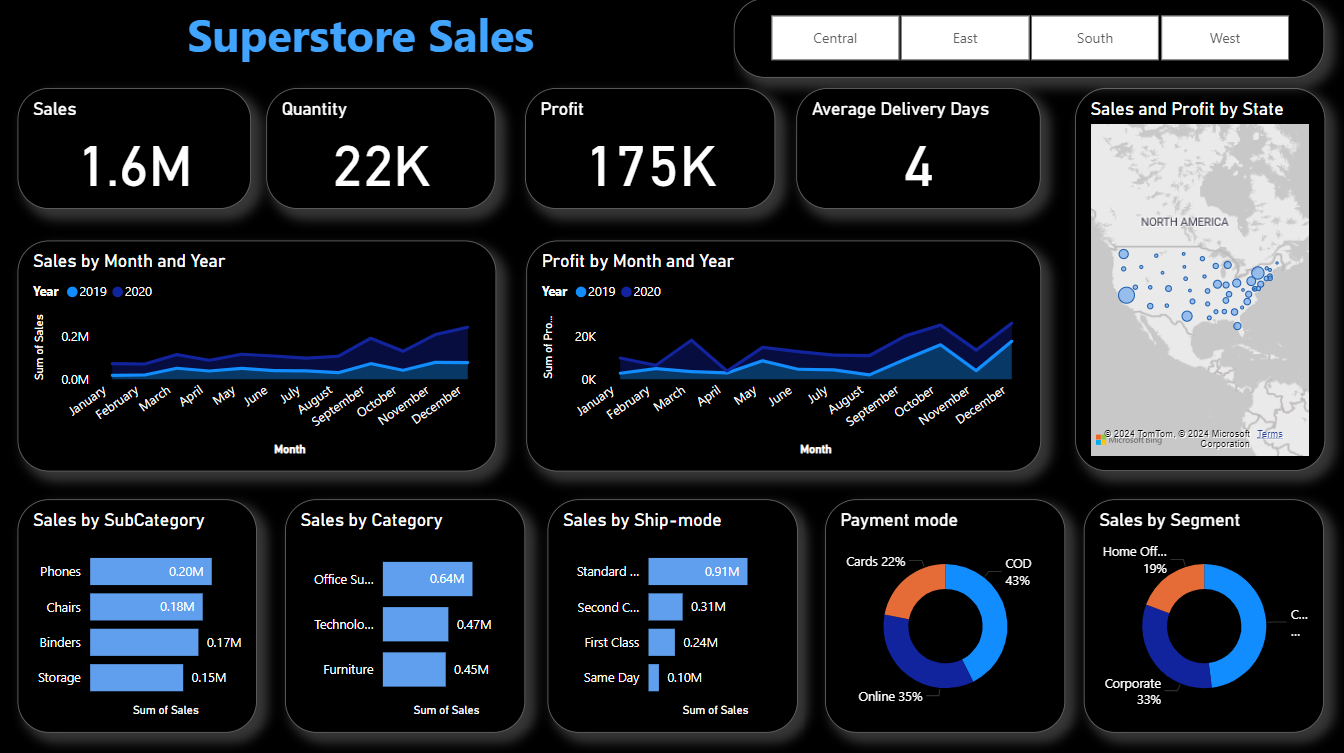 Superstore Sales
Central East South West
Sales
1.6M
Quantity
22K
Profit
175K
Average Delivery Days
4
Sales and Profit by State
NORTH AMERICA
Microsoft Bing
© 2024 TomTom, © 2024 Microsoft Corporation Terms
Sales by Month and Year
Year 2019 2020
Sum of Sales
0.2M
0.0M
January February March April May June July August September October November December
Month
Profit by Month and Year
Year 2019 2020
Sum of Pro...
20K
0K
January February March April May June July August September October November December
Month
Sales by SubCategory
Phones 0.20M
Chairs 0.18M
Binders 0.17M
Storage 0.15M
Sum of Sales
Sales by Category
Office Su... 0.64M
Technolo... 0.47M
Furniture 0.45M
Sum of Sales
Sales by Ship-mode
Standard ... 0.91M
Second C... 0.31M
First Class 0.24M
Same Day 0.10M
Sum of Sales
Payment mode
Cards 22%
COD
43%
Online 35%
Sales by Segment
Home Off...
19%
C...
...
Corporate
33%